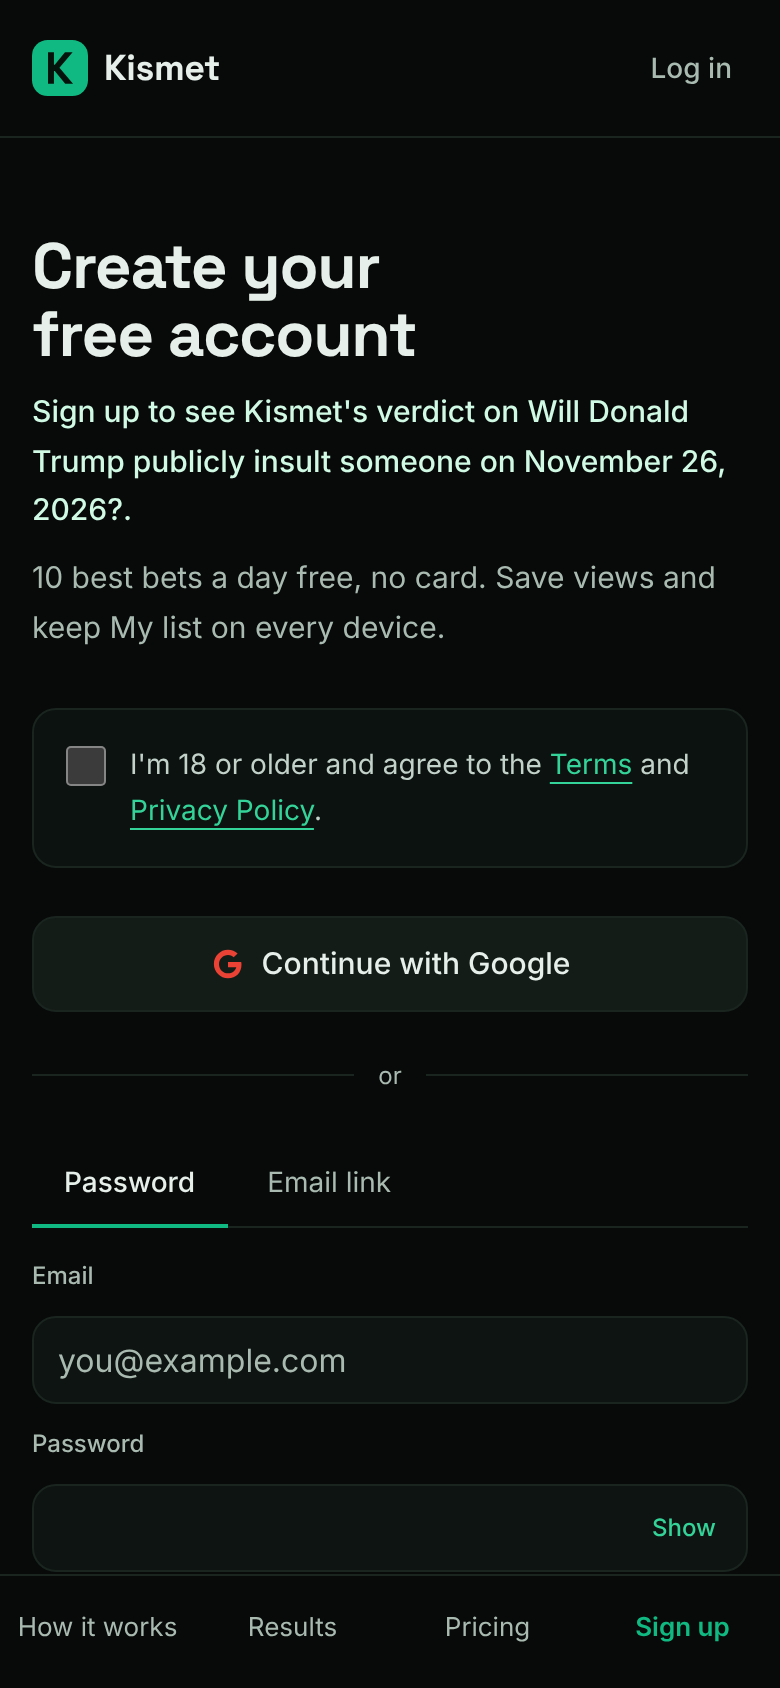 K Kismet
Log in
Create your
free account
Sign up to see Kismet's verdict on Will Donald
Trump publicly insult someone on November 26,
2026?.
10 best bets a day free, no card. Save views and
keep My list on every device.
I'm 18 or older and agree to the Terms and
Privacy Policy.
Continue with Google
or
Password
Email link
Email
you@example.com
Password
Show
How it works
Results
Pricing
Sign up